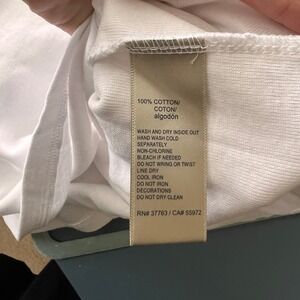 100% COTTON/
COTON/
algodón
WASH AND DRY INSIDE OUT
HAND WASH COLD
SEPARATELY
NON-CHLORINE
BLEACH IF NEEDED
DO NOT WRING OR TWIST
LINE DRY
COOL IRON
DO NOT IRON
DECORATIONS
DO NOT DRY CLEAN
RN# 37763 / CA# 55972